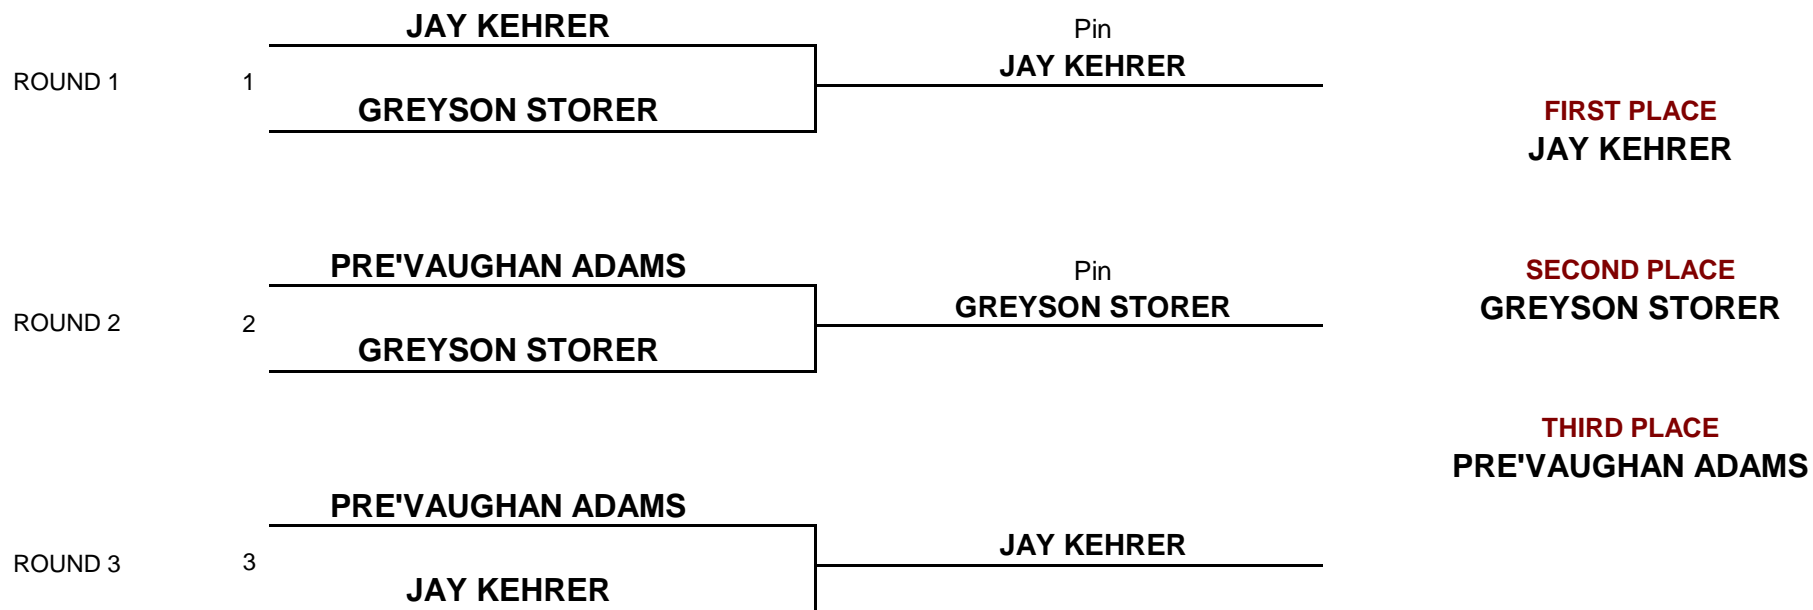 JAY KEHRER
Pin
JAY KEHRER
ROUND 1
1
GREYSON STORER
FIRST PLACE
JAY KEHRER
PRE'VAUGHAN ADAMS
Pin
SECOND PLACE
GREYSON STORER
GREYSON STORER
ROUND 2
2
GREYSON STORER
THIRD PLACE
PRE'VAUGHAN ADAMS
PRE'VAUGHAN ADAMS
JAY KEHRER
ROUND 3
3
JAY KEHRER